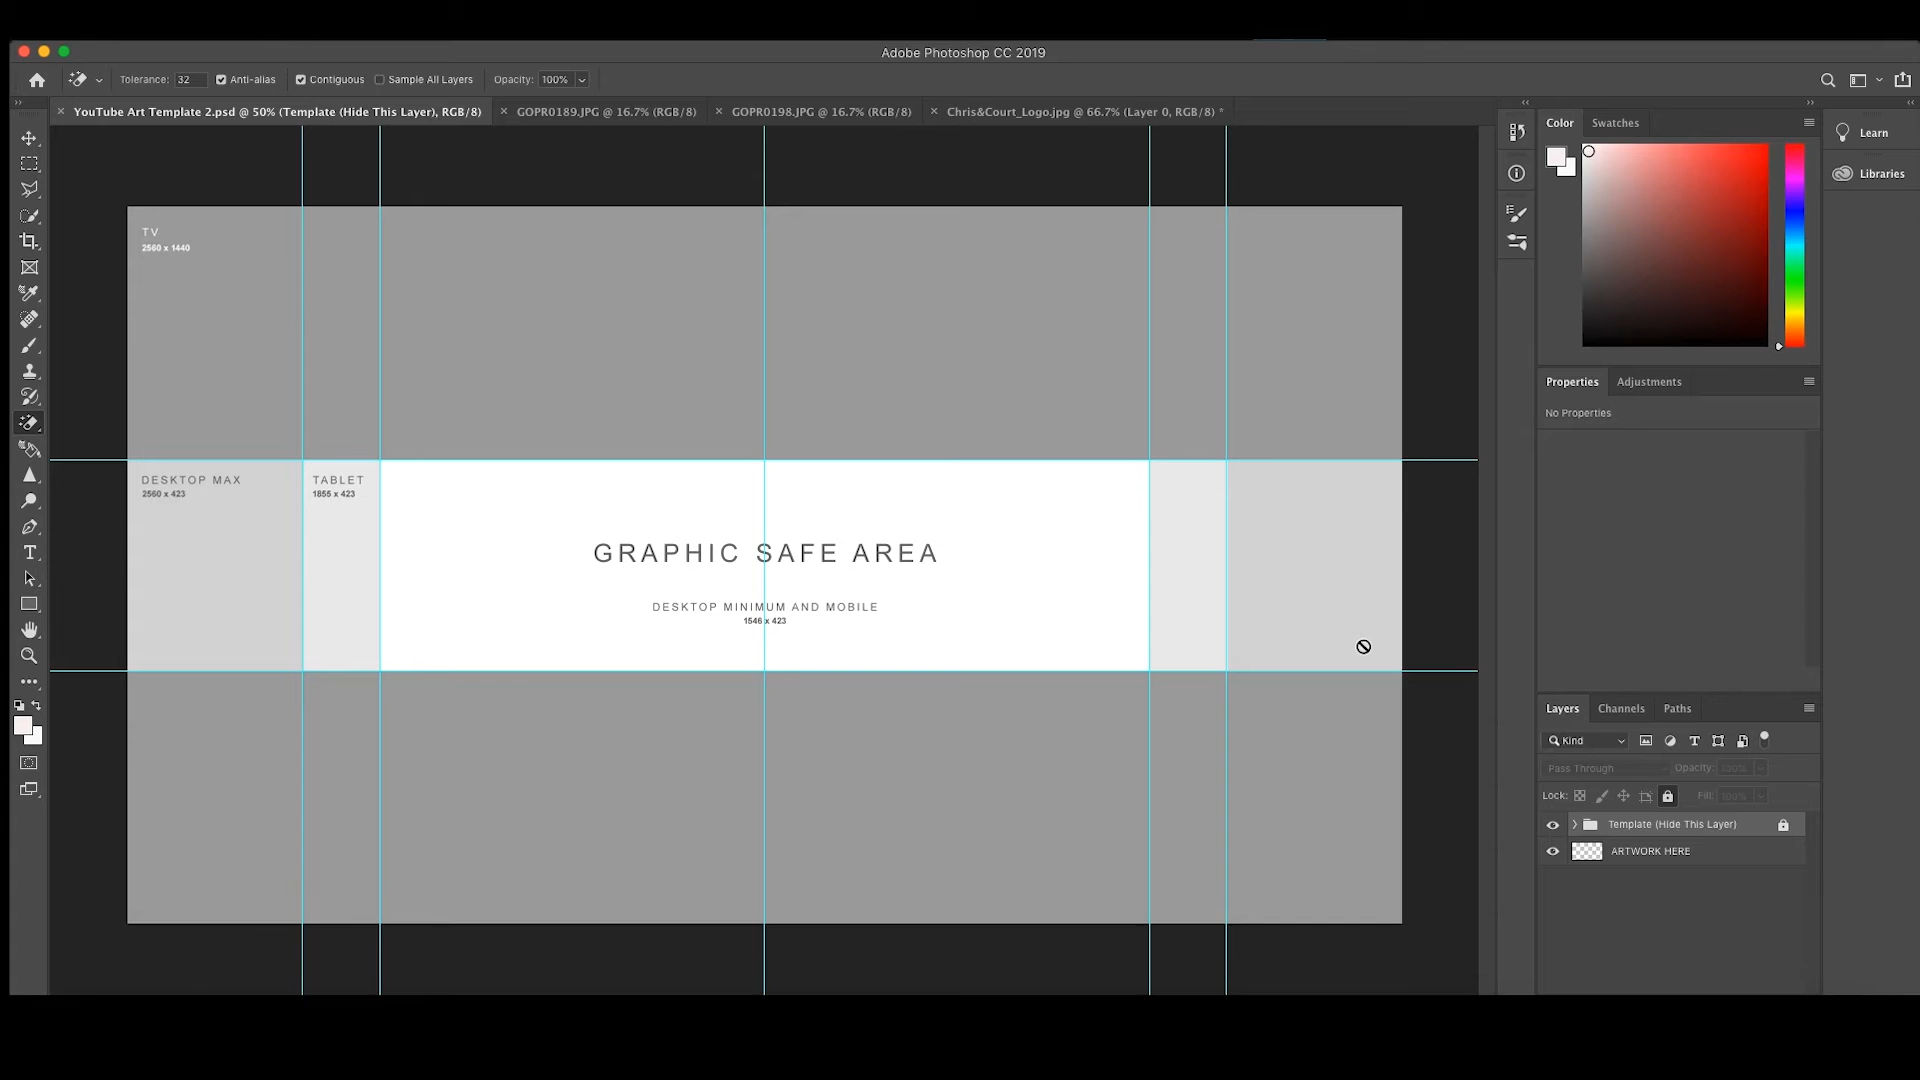 Adobe Photoshop CC 2019
Tolerance: 32 Anti-alias Contiguous Sample All Layers Opacity: 100%
YouTube Art Template 2.psd @ 50% (Template (Hide This Layer), RGB/8)
GOPR0189.JPG @ 16.7% (RGB/8)
GOPR0198.JPG @ 16.7% (RGB/8)
Chris&Court_Logo.jpg @ 66.7% (Layer 0, RGB/8) *
Color Swatches
Learn
Libraries
TV
2560 x 1440
DESKTOP MAX
2560 x 423
TABLET
1855 x 423
GRAPHIC SAFE AREA
DESKTOP MINIMUM AND MOBILE
1546 x 423
Properties Adjustments
No Properties
Layers Channels Paths
Kind
Pass Through Opacity: 100%
Lock: Fill: 100%
Template (Hide This Layer)
ARTWORK HERE